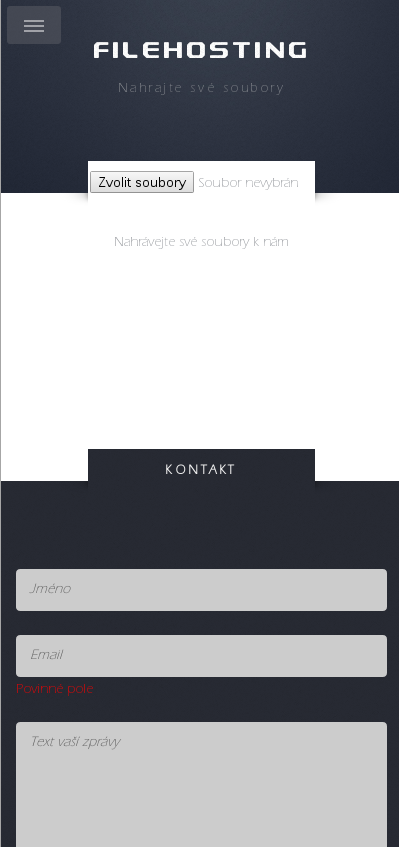 FILEHOSTING
Nahrajte své soubory
Zvolit soubory Soubor nevybrán
Nahrávejte své soubory k nám
KONTAKT
Jméno
Email
Povinné pole
Text vaší zprávy